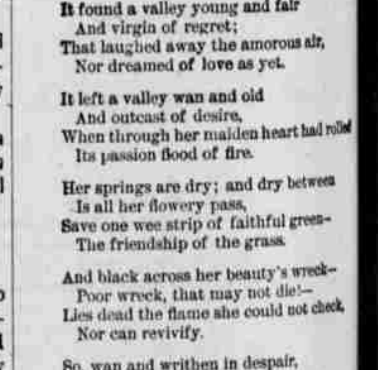 It found a valley young and fair
And virgin of regret;
That laughed away the amorous air,
Nor dreamed of love as yet.
It left a valley wan and old
And outcast of desire,
When through her maiden heart had rolled
Its passion flood of fire.
Her springs are dry; and dry between
Is all her flowery pass,
Save one wee strip of faithful green—
The friendship of the grass.
And black across her beauty's wreck—
Poor wreck, that may not die!—
Lies dead the flame she could not check,
Nor can revivify.
So, wan and writhen in despair,